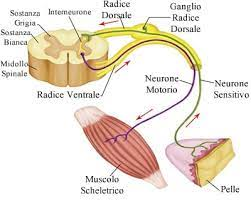 Sostanza
Grigia
Sostanza
Bianca
Midollo
Spinale
Interneurone
Radice
Dorsale
Ganglio
Radice
Dorsale
Radice Ventrale
Neurone
Motorio
Neurone
Sensitivo
Muscolo
Scheletrico
Pelle